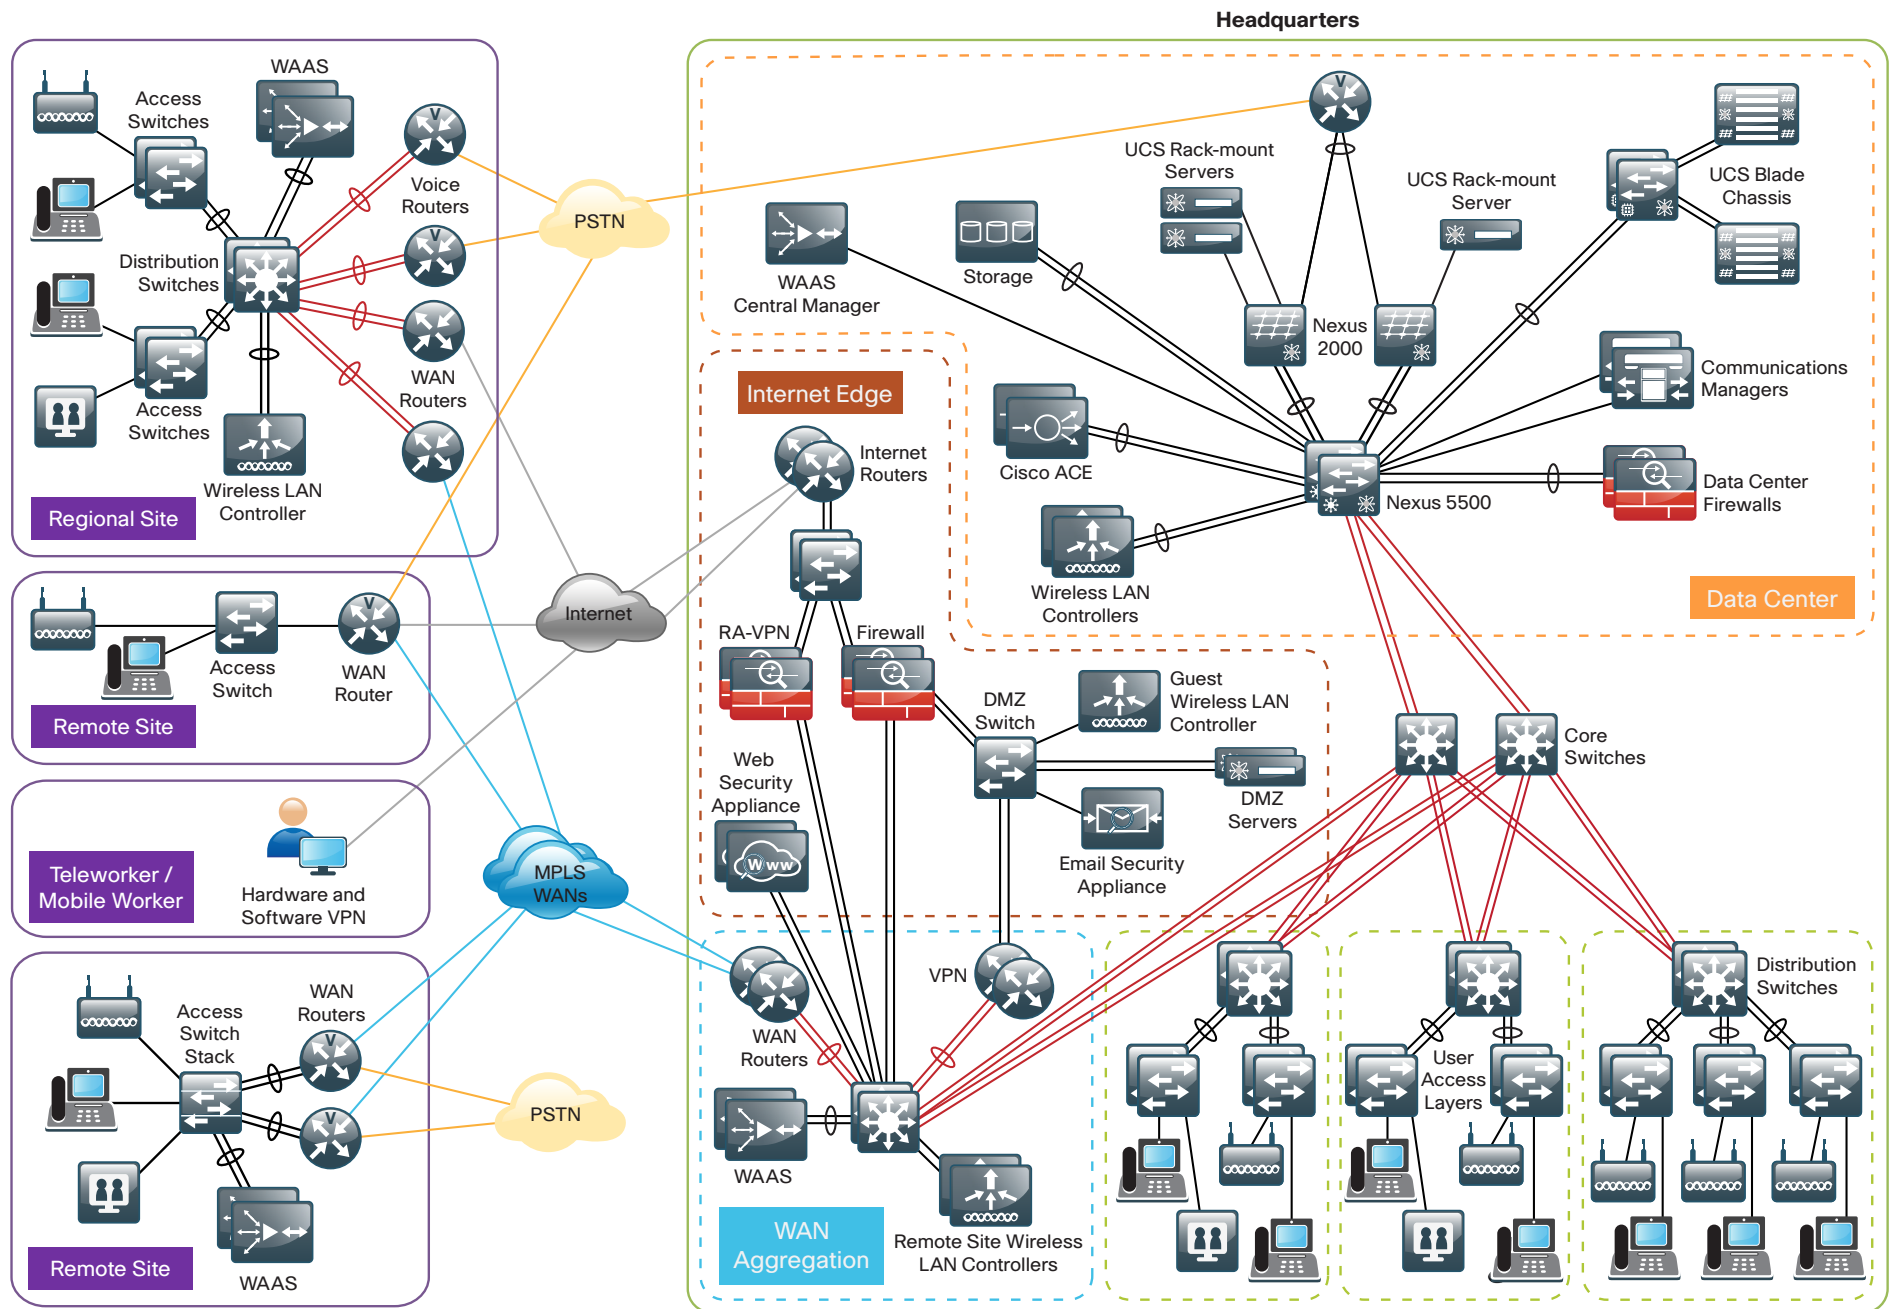 Headquarters
WAAS
Access
Switches
V
Voice
Routers
V
Distribution
Switches
WAN
Routers
Access
Switches
Wireless LAN
Controller
Regional Site
PSTN
V
UCS Rack-mount
Servers
UCS Rack-mount
Server
UCS Blade
Chassis
WAAS
Central Manager
Storage
Nexus
2000
Communications
Managers
Cisco ACE
Nexus 5500
Data Center
Firewalls
Wireless LAN
Controllers
Data Center
Internet Edge
Internet
Routers
Internet
V
Access
Switch
WAN
Router
Remote Site
RA-VPN
Firewall
DMZ
Switch
Guest
Wireless LAN
Controller
Web
Security
Appliance
Www
DMZ
Servers
Email Security
Appliance
Core
Switches
Teleworker /
Mobile Worker
Hardware and
Software VPN
MPLS
WANs
WAN
Routers
VPN
Distribution
Switches
User
Access
Layers
Access
Switch
Stack
WAN
Routers
V
V
PSTN
WAAS
Remote Site
WAAS
WAN
Aggregation
Remote Site Wireless
LAN Controllers